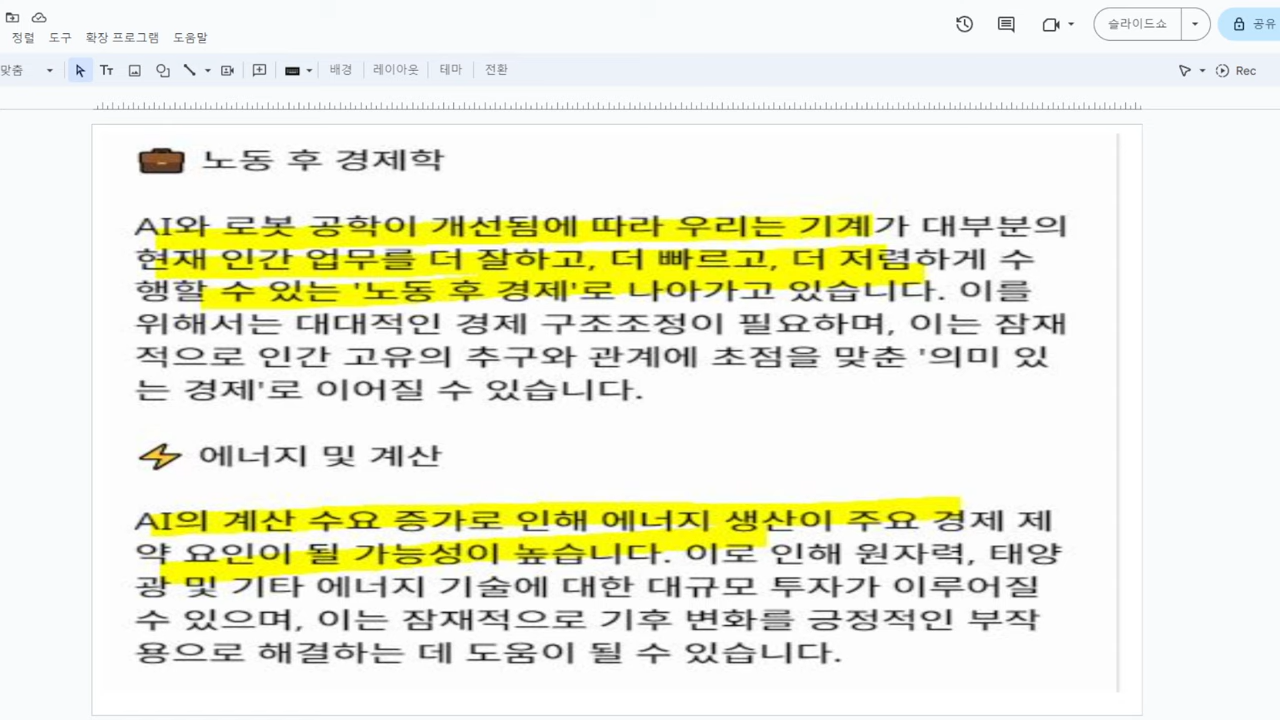 정렬 도구 확장 프로그램 도움말
슬라이드쇼
공유
맞춤
배경 레이아웃 테마 전환
Rec
노동 후 경제학
AI와 로봇 공학이 개선됨에 따라 우리는 기계가 대부분의
현재 인간 업무를 더 잘하고, 더 빠르고, 더 저렴하게 수
행할 수 있는 '노동 후 경제'로 나아가고 있습니다. 이를
위해서는 대대적인 경제 구조조정이 필요하며, 이는 잠재
적으로 인간 고유의 추구와 관계에 초점을 맞춘 '의미 있
는 경제'로 이어질 수 있습니다.
에너지 및 계산
AI의 계산 수요 증가로 인해 에너지 생산이 주요 경제 제
약 요인이 될 가능성이 높습니다. 이로 인해 원자력, 태양
광 및 기타 에너지 기술에 대한 대규모 투자가 이루어질
수 있으며, 이는 잠재적으로 기후 변화를 긍정적인 부작
용으로 해결하는 데 도움이 될 수 있습니다.